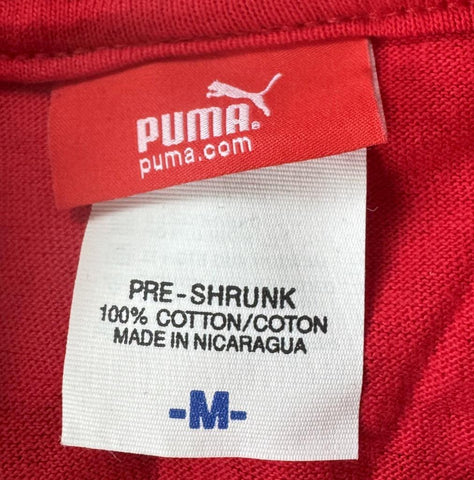 PUMA®
puma.com
PRE-SHRUNK
100% COTTON/COTON
MADE IN NICARAGUA
-M-